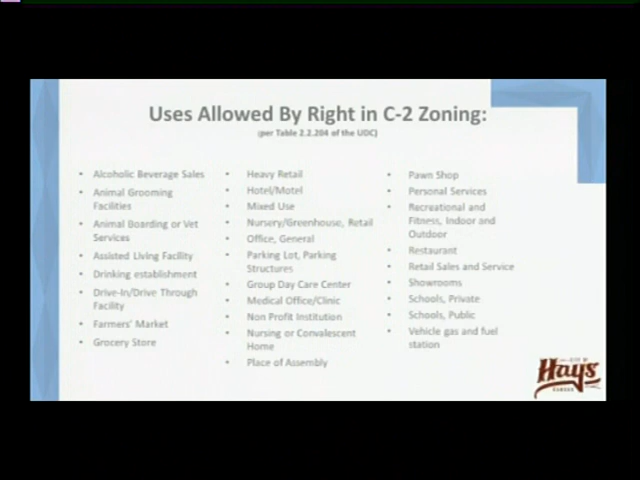 Uses Allowed By Right in C-2 Zoning:
(per Table 2.2.204 of the UDC)
• Alcoholic Beverage Sales
• Animal Grooming
Facilities
• Animal Boarding or Vet
Services
• Assisted Living Facility
• Drinking establishment
• Drive-In/Drive Through
Facility
• Farmers' Market
• Grocery Store
• Heavy Retail
• Hotel/Motel
• Mixed Use
• Nursery/Greenhouse, Retail
• Office, General
• Parking Lot, Parking
Structures
• Group Day Care Center
• Medical Office/Clinic
• Non Profit Institution
• Nursing or Convalescent
Home
• Place of Assembly
• Pawn Shop
• Personal Services
• Recreational and
Fitness, Indoor and
Outdoor
• Restaurant
• Retail Sales and Service
• Showrooms
• Schools, Private
• Schools, Public
• Vehicle gas and fuel
station
Hays
KANSAS